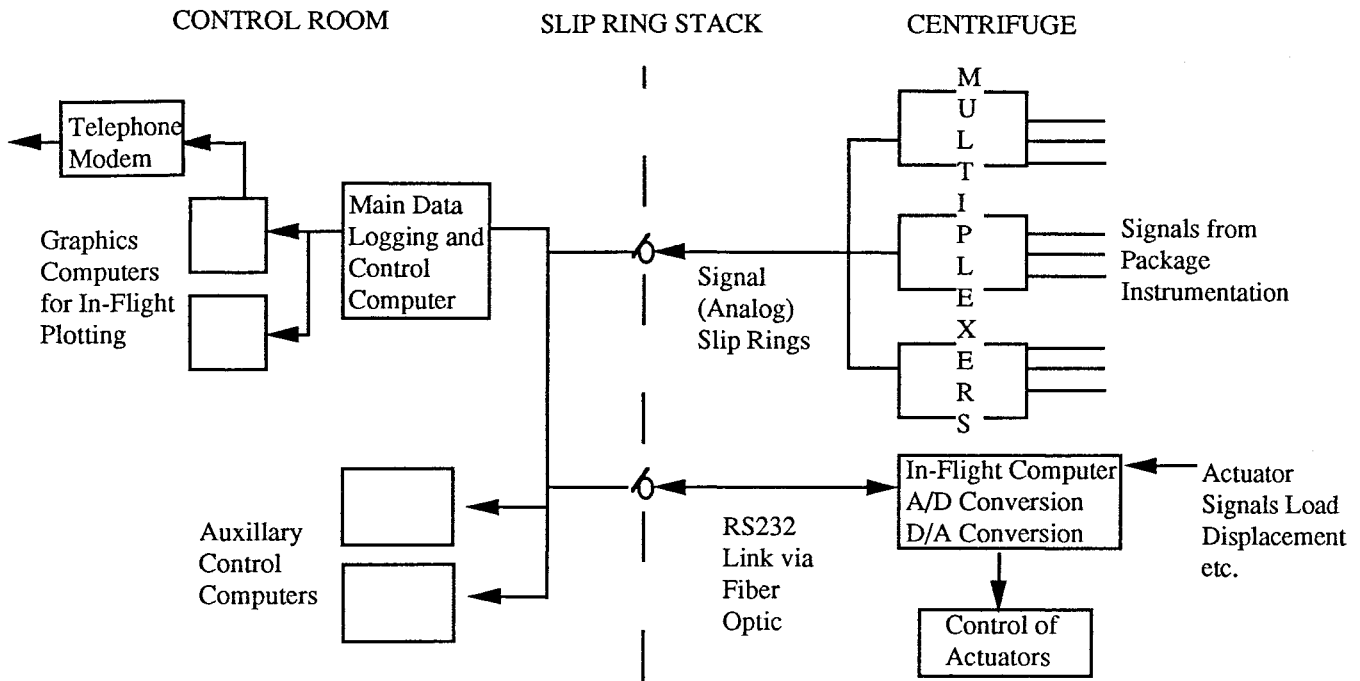 CONTROL ROOM
SLIP RING STACK
CENTRIFUGE
Telephone
Modem
Graphics
Computers
for In-Flight
Plotting
Main Data
Logging and
Control
Computer
Signal
(Analog)
Slip Rings
MULTIPLEXERS
Signals from
Package
Instrumentation
Auxillary
Control
Computers
RS232
Link via
Fiber
Optic
In-Flight Computer
A/D Conversion
D/A Conversion
Actuator
Signals Load
Displacement
etc.
Control of
Actuators